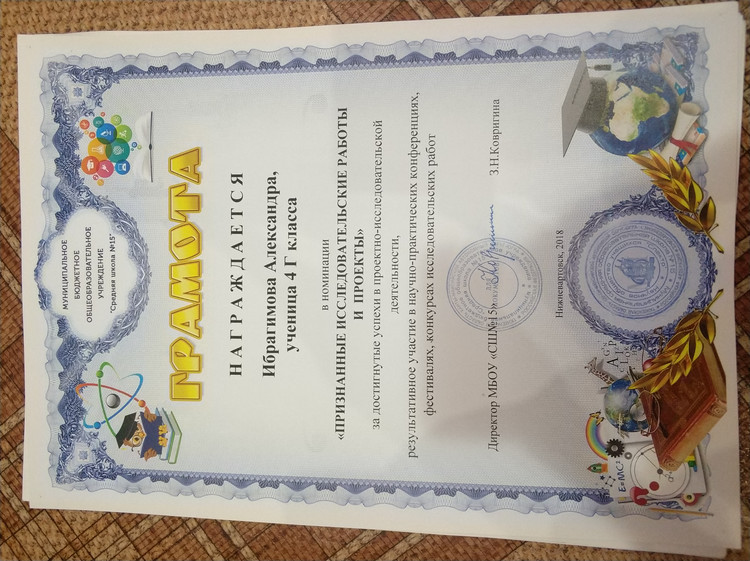 МУНИЦИПАЛЬНОЕ
БЮДЖЕТНОЕ
ОБЩЕОБРАЗОВАТЕЛЬНОЕ
УЧРЕЖДЕНИЕ
"Средняя школа №15"
ГРАМОТА
НАГРАЖДАЕТСЯ
Ибрагимова Александра,
ученица 4 Г класса
в номинации
«ПРИЗНАННЫЕ ИССЛЕДОВАТЕЛЬСКИЕ РАБОТЫ
И ПРОЕКТЫ»
за достигнутые успехи в проектно-исследовательской
деятельности,
результативное участие в научно-практических конференциях,
фестивалях, конкурсах исследовательских работ
Директор МБОУ «СШ№15» З.Н.Ковригина
Нижневартовск, 2018
E=MC²